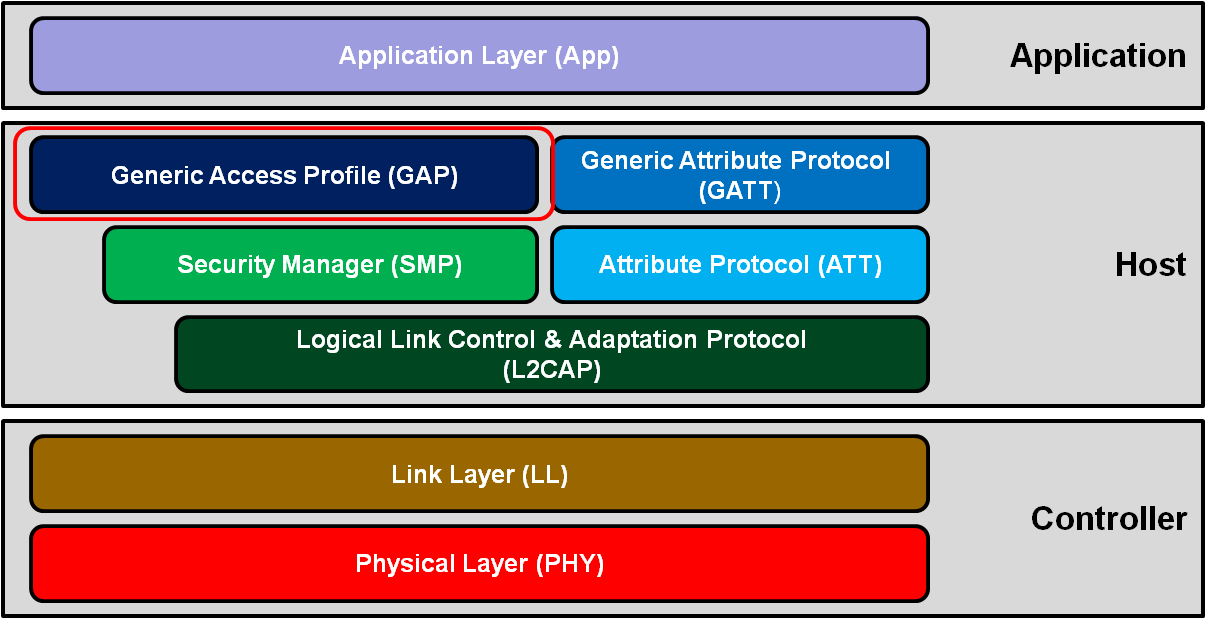 Application Layer (App)
Application
Generic Access Profile (GAP)
Generic Attribute Protocol
(GATT)
Security Manager (SMP)
Attribute Protocol (ATT)
Host
Logical Link Control & Adaptation Protocol
(L2CAP)
Link Layer (LL)
Controller
Physical Layer (PHY)